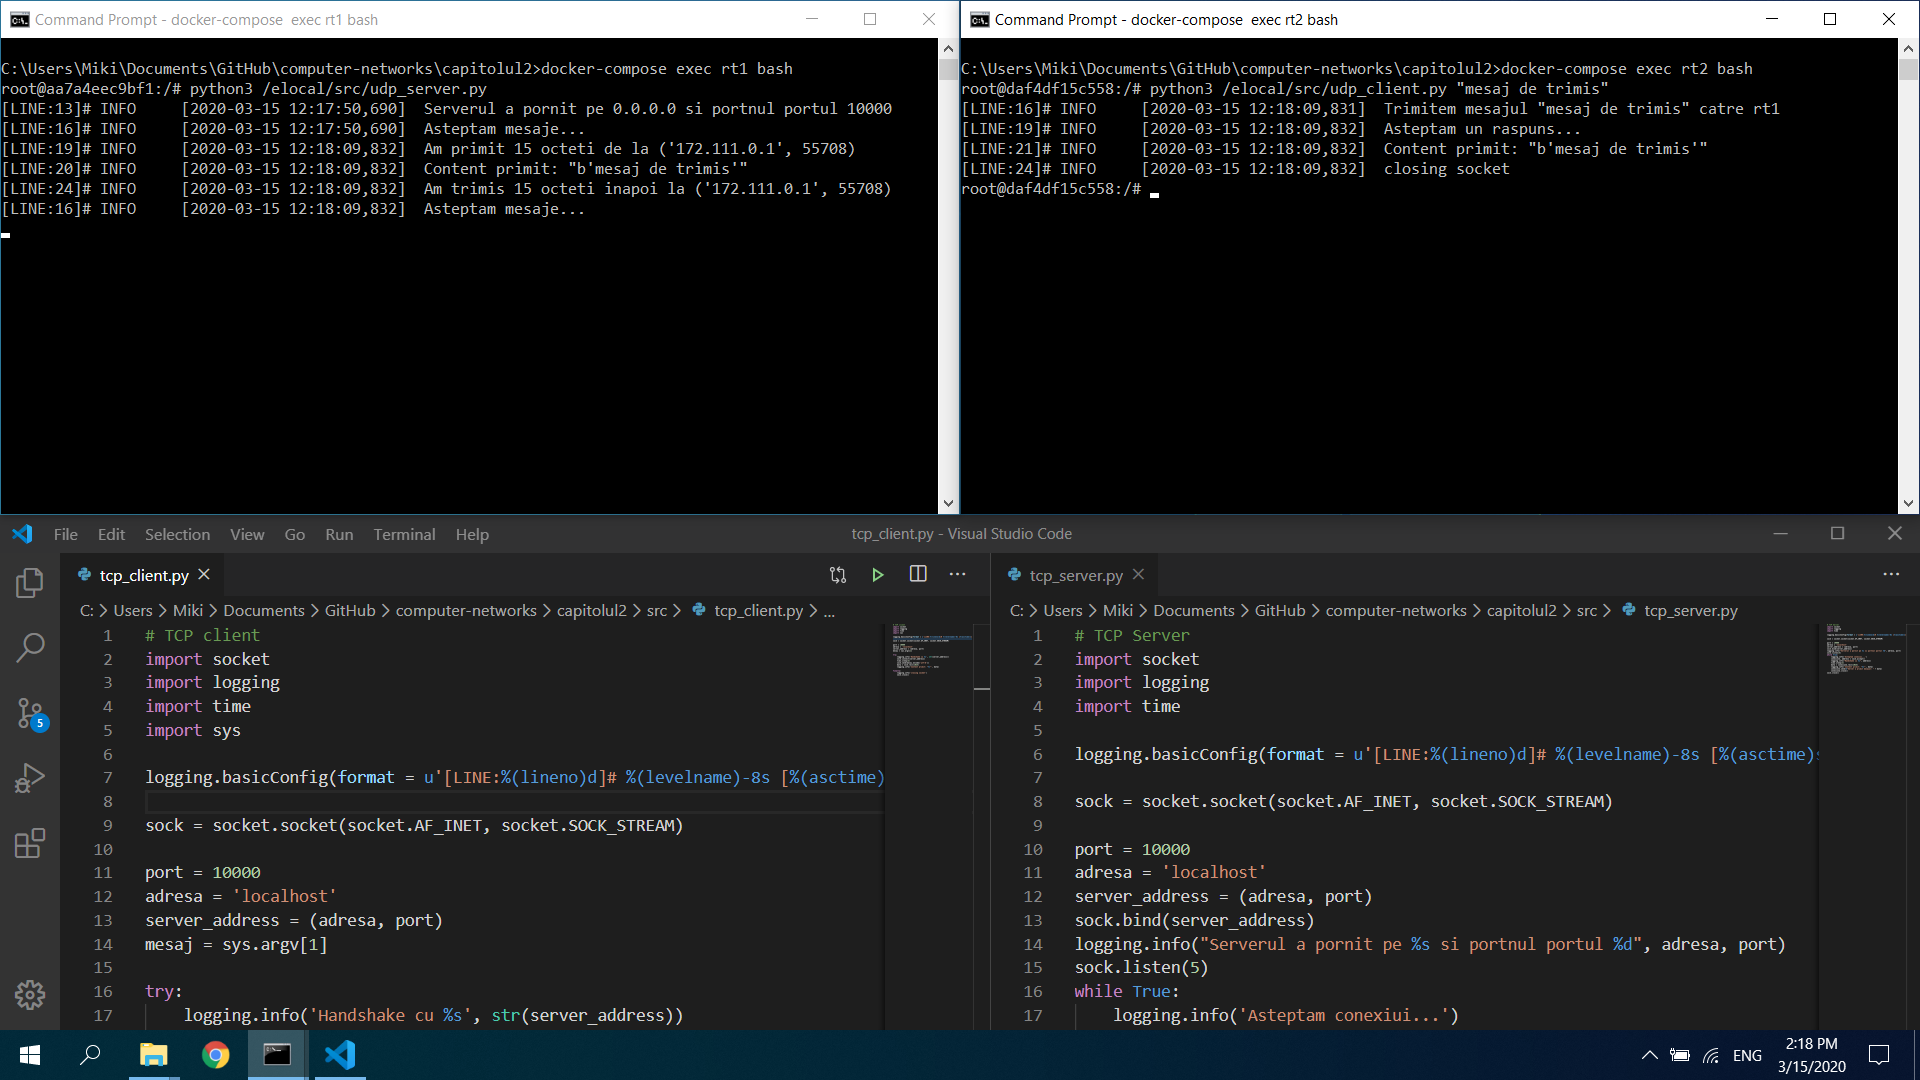 Command Prompt - docker-compose  exec rt1 bash
C:\Users\Miki\Documents\GitHub\computer-networks\capitolul2>docker-compose exec rt1 bash
root@aa7a4eec9bf1:/# python3 /elocal/src/udp_server.py
[LINE:13]# INFO     [2020-03-15 12:17:50,690]  Serverul a pornit pe 0.0.0.0 si portnul portul 10000
[LINE:16]# INFO     [2020-03-15 12:17:50,690]  Asteptam mesaje...
[LINE:19]# INFO     [2020-03-15 12:18:09,832]  Am primit 15 octeti de la ('172.111.0.1', 55708)
[LINE:20]# INFO     [2020-03-15 12:18:09,832]  Content primit: "b'mesaj de trimis'"
[LINE:24]# INFO     [2020-03-15 12:18:09,832]  Am trimis 15 octeti inapoi la ('172.111.0.1', 55708)
[LINE:16]# INFO     [2020-03-15 12:18:09,832]  Asteptam mesaje...
Command Prompt - docker-compose  exec rt2 bash
C:\Users\Miki\Documents\GitHub\computer-networks\capitolul2>docker-compose exec rt2 bash
root@daf4df15c558:/# python3 /elocal/src/udp_client.py "mesaj de trimis"
[LINE:16]# INFO     [2020-03-15 12:18:09,831]  Trimitem mesajul "mesaj de trimis" catre rt1
[LINE:19]# INFO     [2020-03-15 12:18:09,832]  Asteptam un raspuns...
[LINE:21]# INFO     [2020-03-15 12:18:09,832]  Content primit: "b'mesaj de trimis'"
[LINE:24]# INFO     [2020-03-15 12:18:09,832]  closing socket
root@daf4df15c558:/#
File Edit Selection View Go Run Terminal Help
tcp_client.py - Visual Studio Code
5
tcp_client.py
C: > Users > Miki > Documents > GitHub > computer-networks > capitolul2 > src > tcp_client.py > ...
1 # TCP client
2 import socket
3 import logging
4 import time
5 import sys
6
7 logging.basicConfig(format = u'[LINE:%(lineno)d]# %(levelname)-8s [%(asctime)
8
9 sock = socket.socket(socket.AF_INET, socket.SOCK_STREAM)
10
11 port = 10000
12 adresa = 'localhost'
13 server_address = (adresa, port)
14 mesaj = sys.argv[1]
15
16 try:
17     logging.info('Handshake cu %s', str(server_address))
tcp_server.py
C: > Users > Miki > Documents > GitHub > computer-networks > capitolul2 > src > tcp_server.py
1 # TCP Server
2 import socket
3 import logging
4 import time
5
6 logging.basicConfig(format = u'[LINE:%(lineno)d]# %(levelname)-8s [%(asctime)
7
8 sock = socket.socket(socket.AF_INET, socket.SOCK_STREAM)
9
10 port = 10000
11 adresa = 'localhost'
12 server_address = (adresa, port)
13 sock.bind(server_address)
14 logging.info("Serverul a pornit pe %s si portnul portul %d", adresa, port)
15 sock.listen(5)
16 while True:
17     logging.info('Asteptam conexiui...')
ENG
2:18 PM
3/15/2020